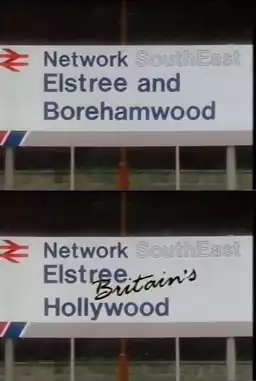 Network SouthEast
Elstree and
Borehamwood
Network SouthEast
Elstree
Britain's
Hollywood